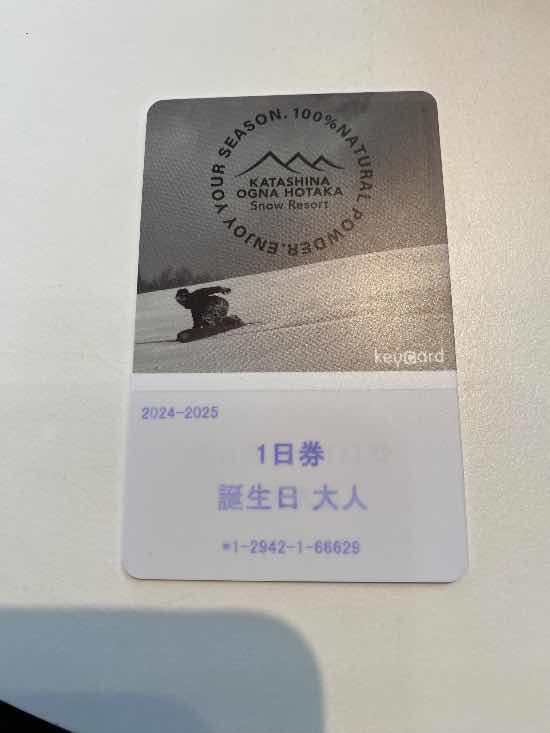 ENJOY YOUR SEASON. 100% NATURAL POWDER.
KATASHINA
OGNA HOTAKA
Snow Resort
keycard
2024-2025
1日券
誕生日 大人
*1-2942-1-66629